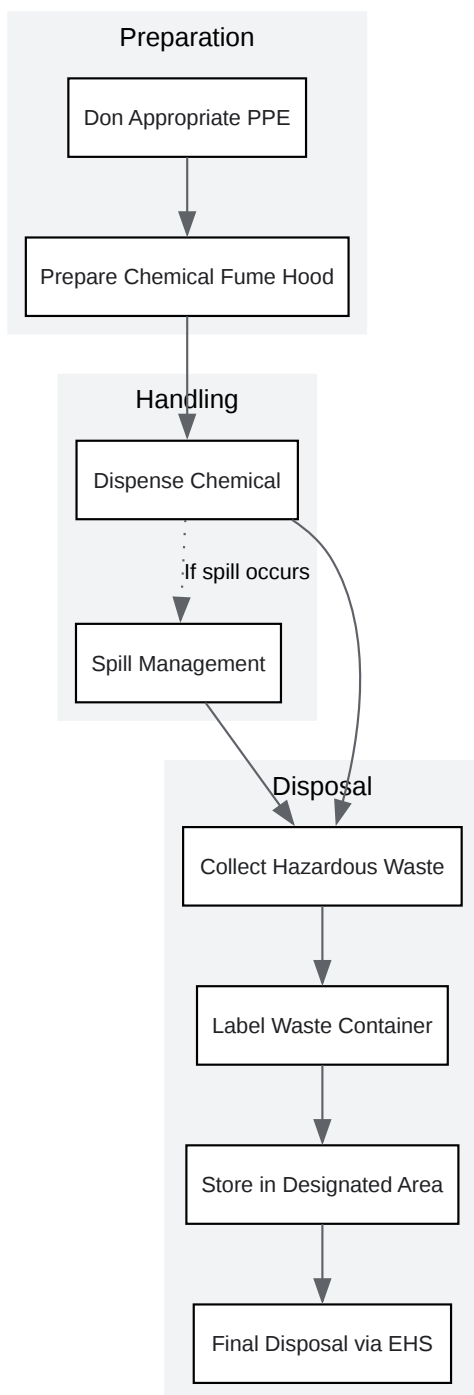 Preparation
Don Appropriate PPE
Prepare Chemical Fume Hood
Handling
Dispense Chemical
If spill occurs
Spill Management
Disposal
Collect Hazardous Waste
Label Waste Container
Store in Designated Area
Final Disposal via EHS